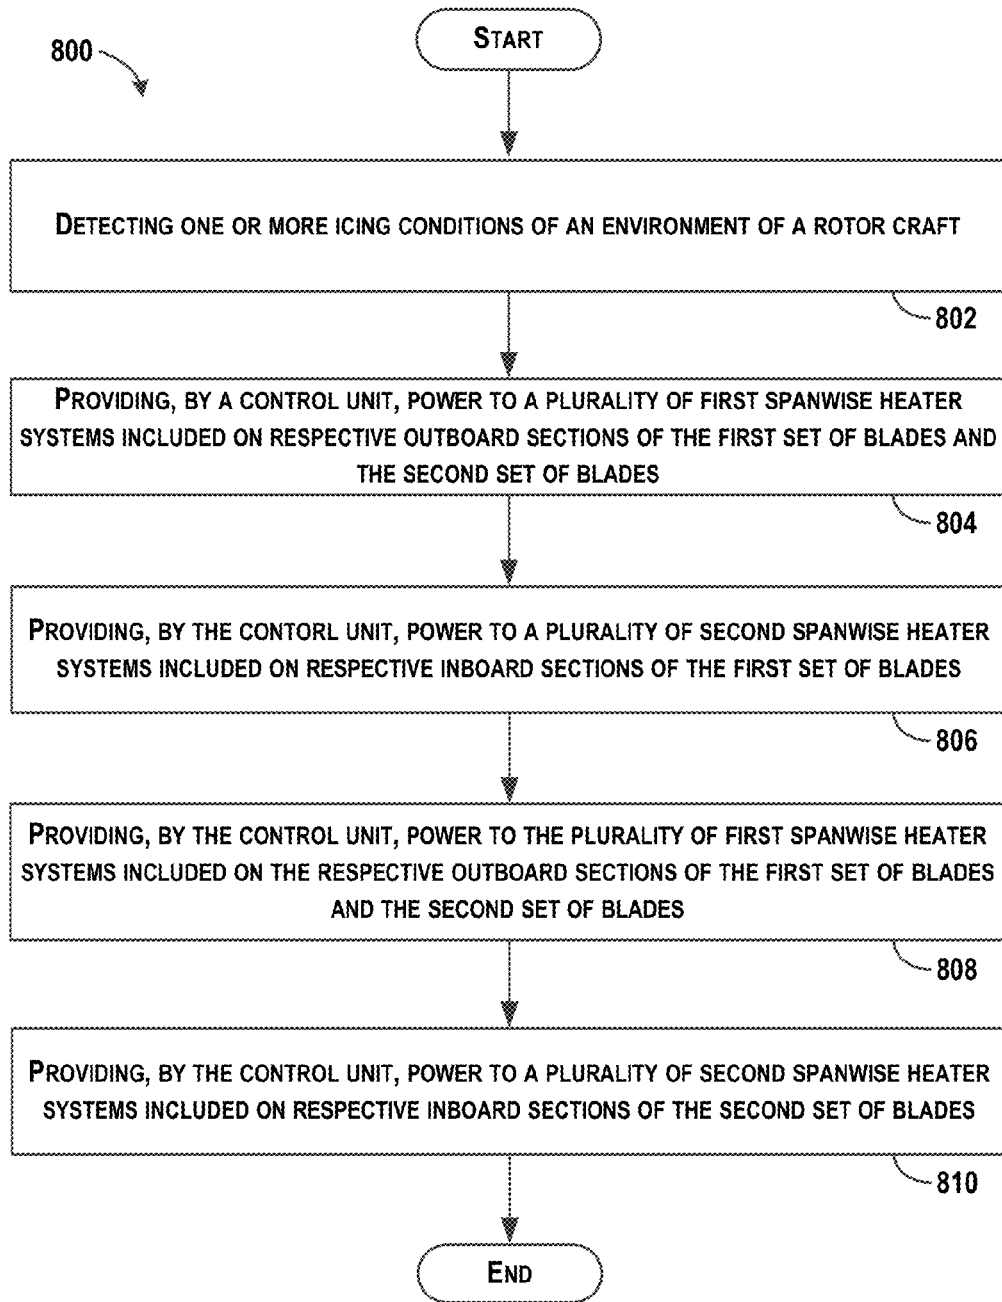 800
START
DETECTING ONE OR MORE ICING CONDITIONS OF AN ENVIRONMENT OF A ROTOR CRAFT
802
PROVIDING, BY A CONTROL UNIT, POWER TO A PLURALITY OF FIRST SPANWISE HEATER
SYSTEMS INCLUDED ON RESPECTIVE OUTBOARD SECTIONS OF THE FIRST SET OF BLADES AND
THE SECOND SET OF BLADES
804
PROVIDING, BY THE CONTORL UNIT, POWER TO A PLURALITY OF SECOND SPANWISE HEATER
SYSTEMS INCLUDED ON RESPECTIVE INBOARD SECTIONS OF THE FIRST SET OF BLADES
806
PROVIDING, BY THE CONTROL UNIT, POWER TO THE PLURALITY OF FIRST SPANWISE HEATER
SYSTEMS INCLUDED ON THE RESPECTIVE OUTBOARD SECTIONS OF THE FIRST SET OF BLADES
AND THE SECOND SET OF BLADES
808
PROVIDING, BY THE CONTROL UNIT, POWER TO A PLURALITY OF SECOND SPANWISE HEATER
SYSTEMS INCLUDED ON RESPECTIVE INBOARD SECTIONS OF THE SECOND SET OF BLADES
810
END